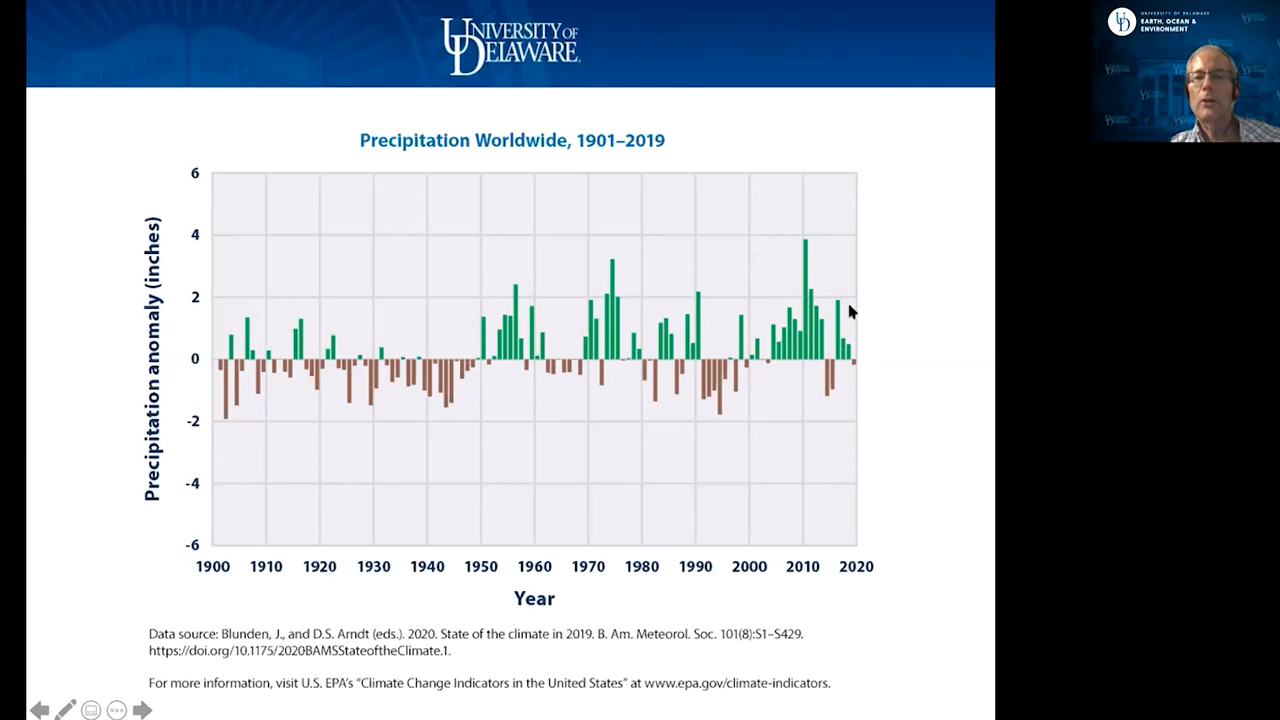 UNIVERSITY OF
DELAWARE
UD
UNIVERSITY OF DELAWARE
EARTH, OCEAN &
ENVIRONMENT
Precipitation Worldwide, 1901–2019
Precipitation anomaly (inches)
6
4
2
0
-2
-4
-6
1900 1910 1920 1930 1940 1950 1960 1970 1980 1990 2000 2010 2020
Year
Data source: Blunden, J., and D.S. Arndt (eds.). 2020. State of the climate in 2019. B. Am. Meteorol. Soc. 101(8):S1–S429.
https://doi.org/10.1175/2020BAMSStateoftheClimate.1.
For more information, visit U.S. EPA's “Climate Change Indicators in the United States” at www.epa.gov/climate-indicators.